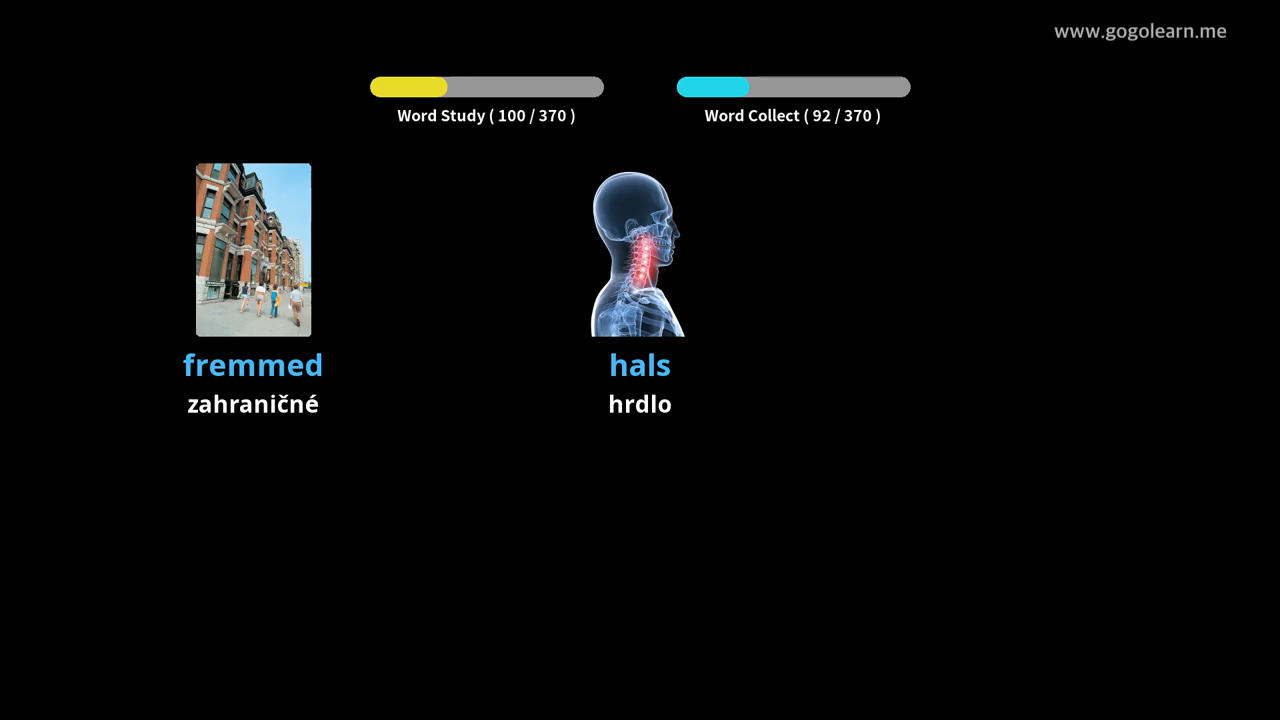 www.gogolearn.me
Word Study ( 100 / 370 )
Word Collect ( 92 / 370 )
fremmed
zahraničné
hals
hrdlo